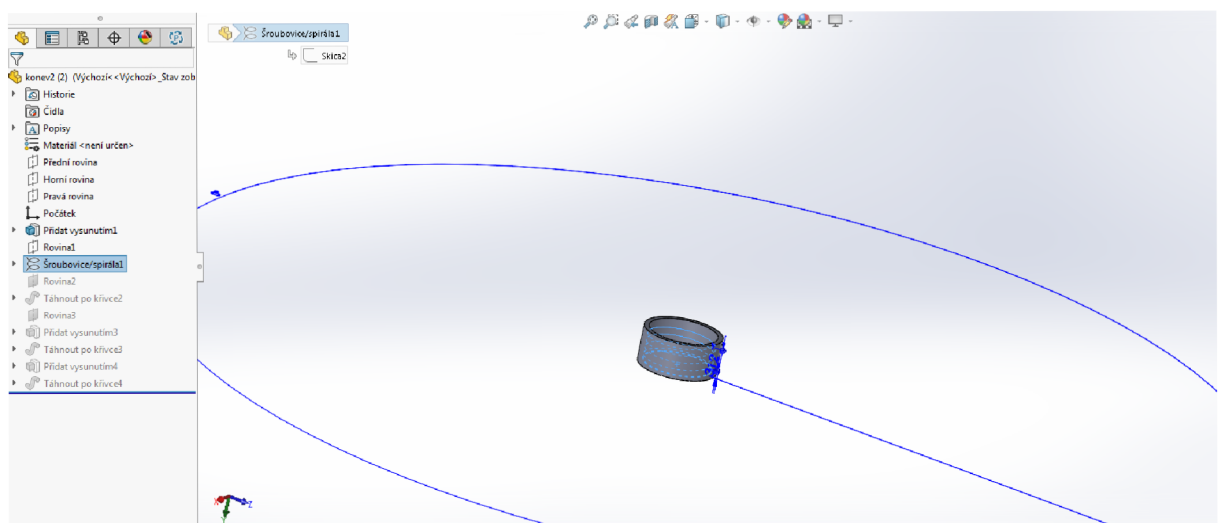 Šroubovice/spirála1
Skica2
konev2 (2) (Výchozí<<Výchozí>_Stav zob
Historie
Čidla
Popisy
Materiál <není určen>
Přední rovina
Horní rovina
Pravá rovina
Počátek
Přidat vysunutím1
Rovina1
Šroubovice/spirála1
Rovina2
Táhnout po křivce2
Rovina3
Přidat vysunutím3
Táhnout po křivce3
Přidat vysunutím4
Táhnout po křivce4
X
Y
Z